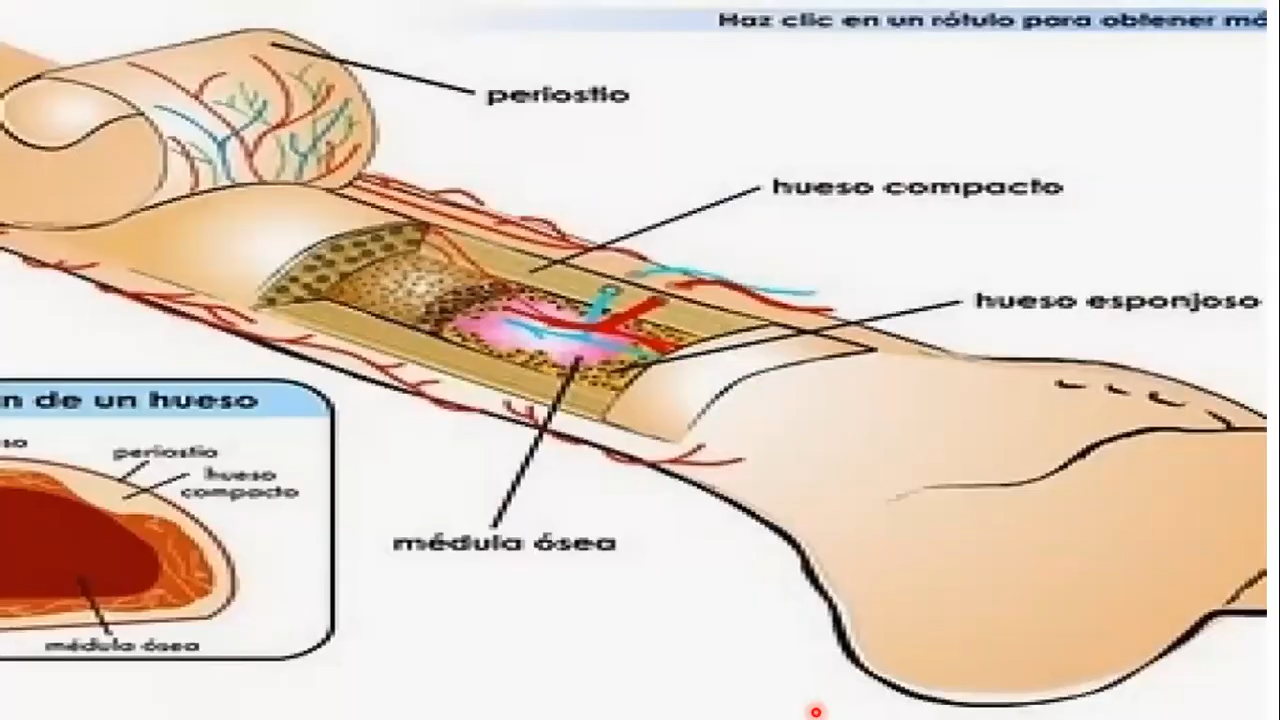 Haz clic en un rótulo para obtener má
periostio
hueso compacto
hueso esponjoso
médula ósea
n de un hueso
so
periostio
hueso
compacto
médula ósea